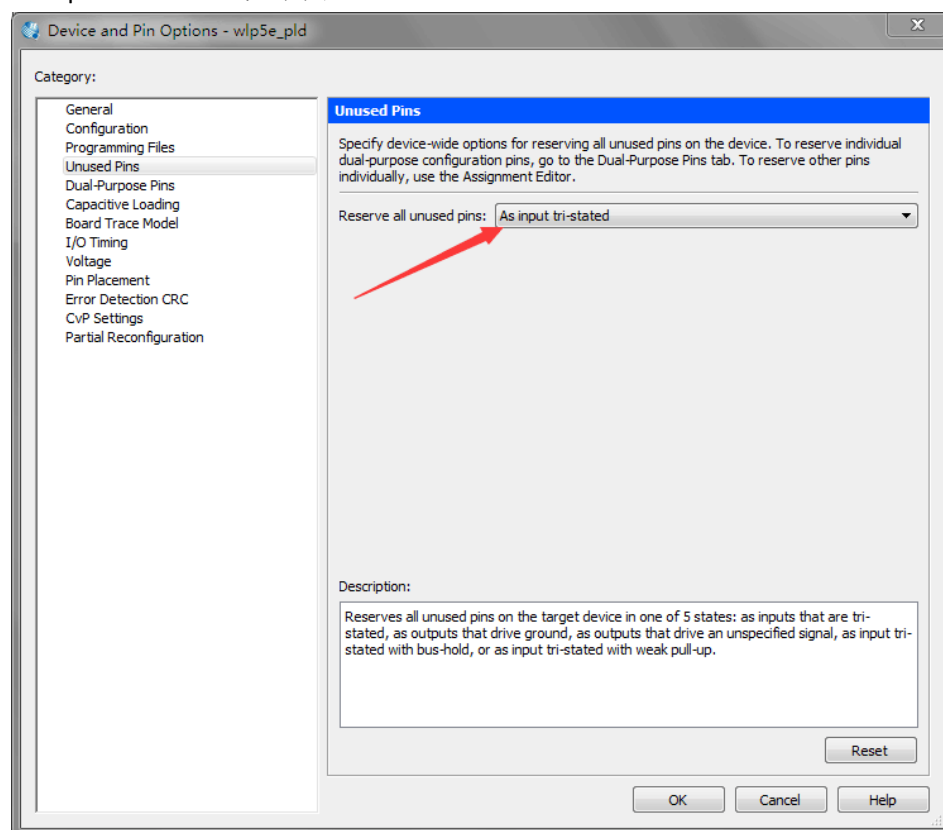 Device and Pin Options - wlp5e_pld
Category:
General
Configuration
Programming Files
Unused Pins
Dual-Purpose Pins
Capacitive Loading
Board Trace Model
I/O Timing
Voltage
Pin Placement
Error Detection CRC
CvP Settings
Partial Reconfiguration
Unused Pins
Specify device-wide options for reserving all unused pins on the device. To reserve individual
dual-purpose configuration pins, go to the Dual-Purpose Pins tab. To reserve other pins
individually, use the Assignment Editor.
Reserve all unused pins: As input tri-stated
Description:
Reserves all unused pins on the target device in one of 5 states: as inputs that are tri-
stated, as outputs that drive ground, as outputs that drive an unspecified signal, as input tri-
stated with bus-hold, or as input tri-stated with weak pull-up.
Reset
OK Cancel Help